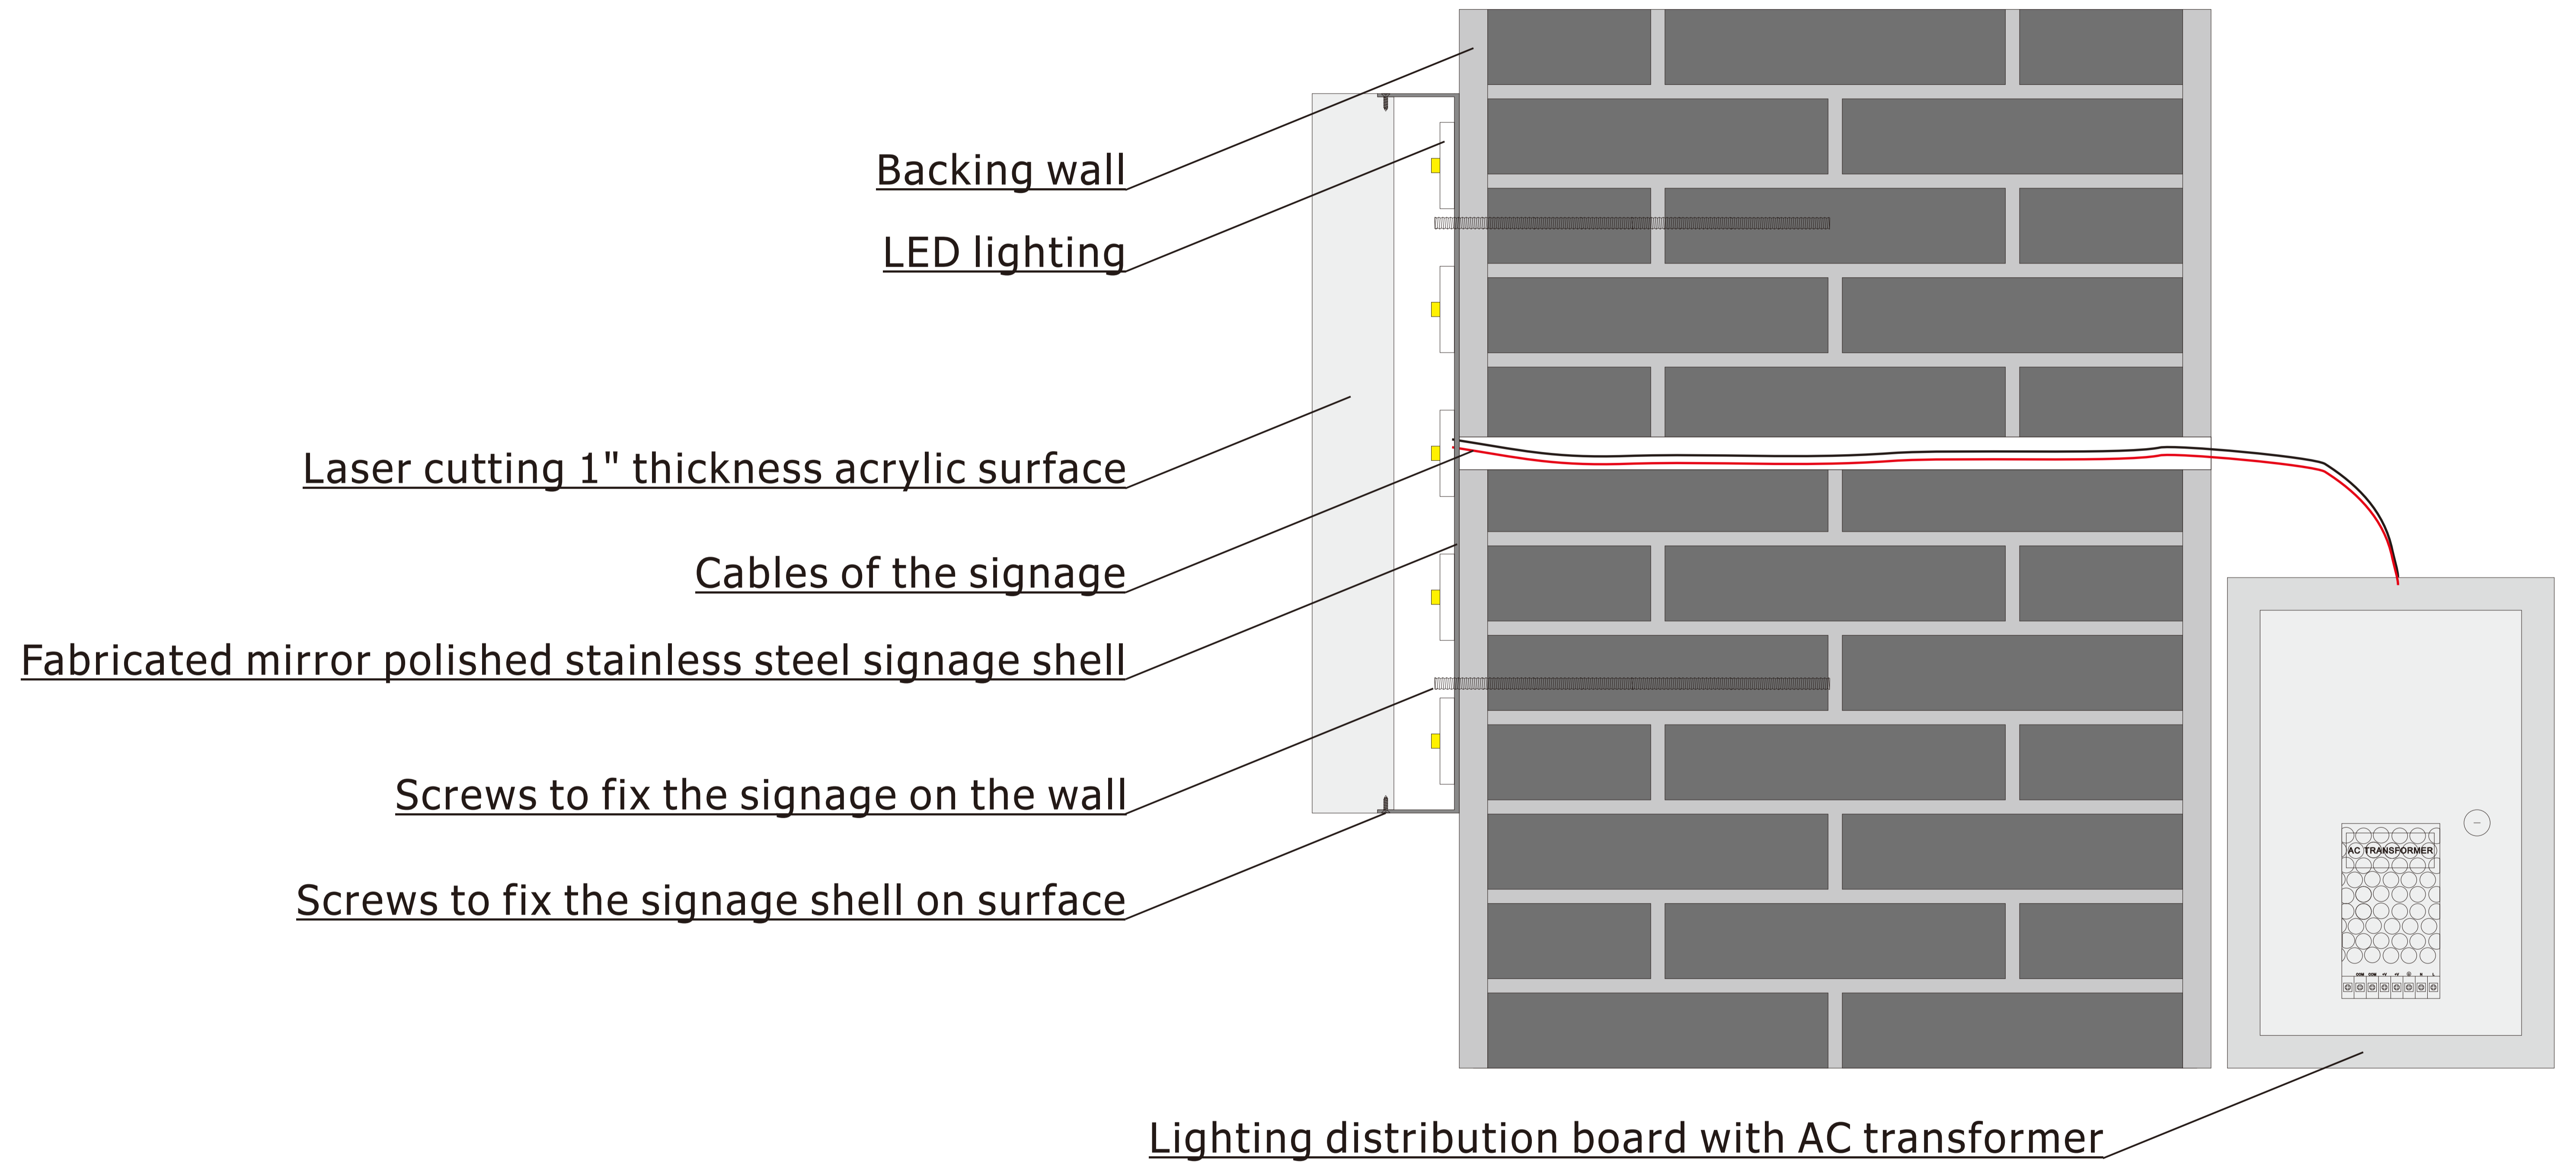 Backing wall
LED lighting
Laser cutting 1" thickness acrylic surface
Cables of the signage
Fabricated mirror polished stainless steel signage shell
Screws to fix the signage on the wall
Screws to fix the signage shell on surface
AC TRANSFORMER
COM COM +V +V N L
Lighting distribution board with AC transformer